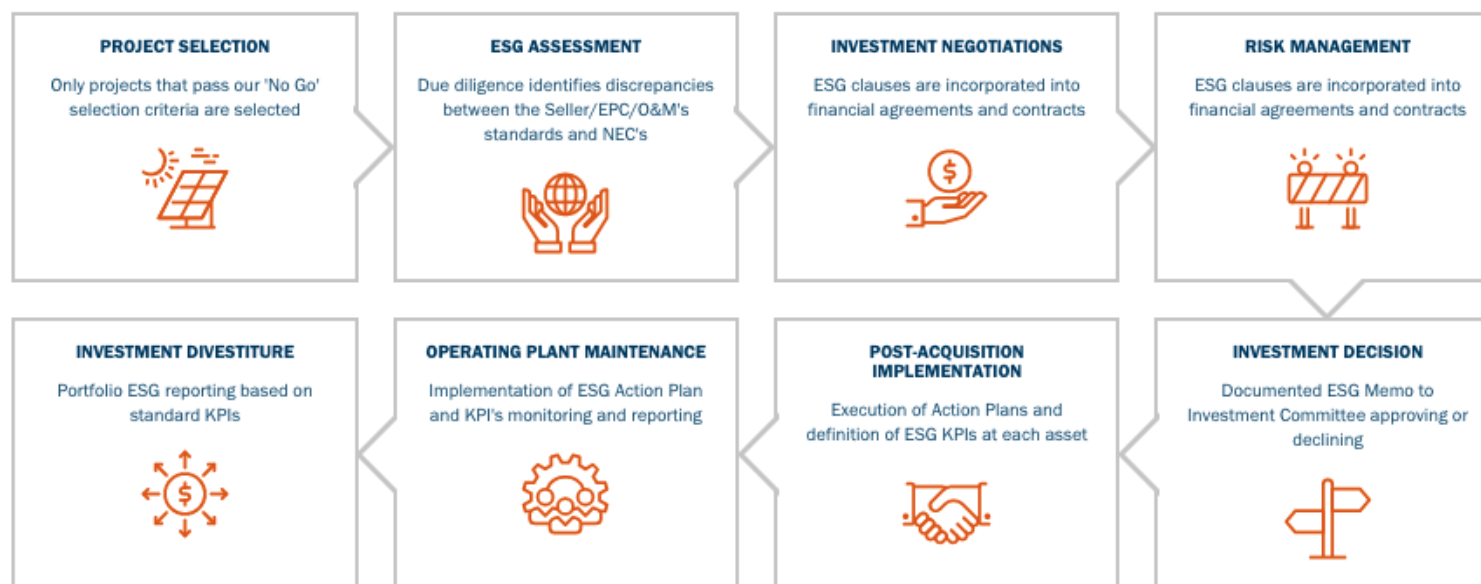 PROJECT SELECTION
Only projects that pass our 'No Go'
selection criteria are selected
ESG ASSESSMENT
Due diligence identifies discrepancies
between the Seller/EPC/O&M's
standards and NEC's
INVESTMENT NEGOTIATIONS
ESG clauses are incorporated into
financial agreements and contracts
RISK MANAGEMENT
ESG clauses are incorporated into
financial agreements and contracts
INVESTMENT DECISION
Documented ESG Memo to
Investment Committee approving or
declining
POST-ACQUISITION
IMPLEMENTATION
Execution of Action Plans and
definition of ESG KPIs at each asset
OPERATING PLANT MAINTENANCE
Implementation of ESG Action Plan
and KPI's monitoring and reporting
INVESTMENT DIVESTITURE
Portfolio ESG reporting based on
standard KPIs